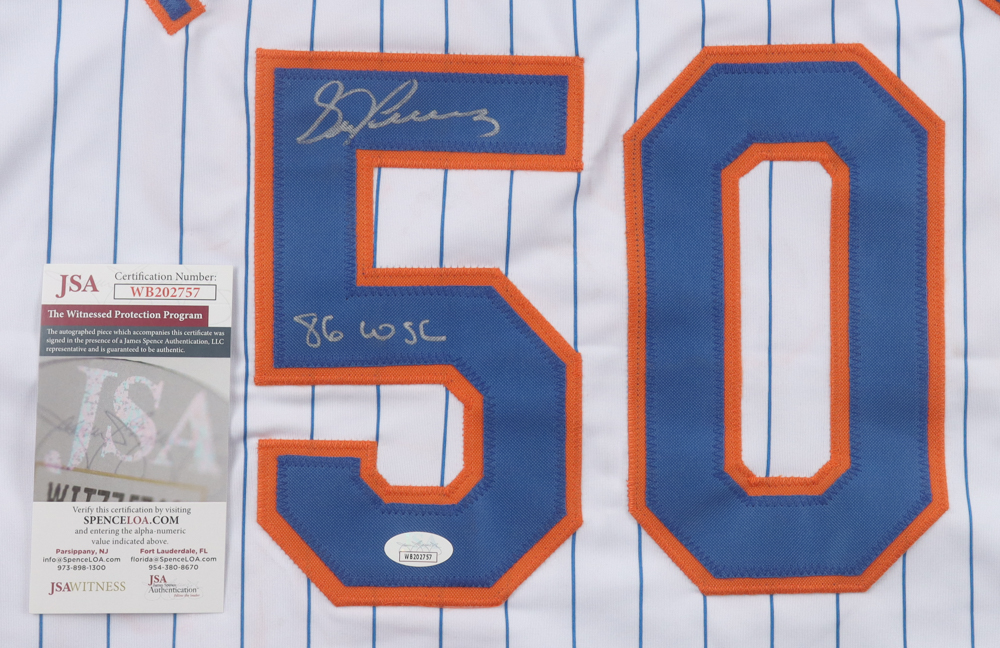 50
86 WSC
JSA
Certification Number:
WB202757
The Witnessed Protection Program
The autographed piece which accompanies this certificate was
signed in the presence of a James Spence Authentication, LLC
representative and is guaranteed to be authentic.
JSA
Verify this certification by visiting
SPENCELOA.COM
and entering the alpha-numeric
value indicated above.
Parsippany, NJ Fort Lauderdale, FL
info@SpenceLOA.com florida@SpenceLOA.com
973-898-1300 954-380-8670
JSAWITNESS JSA
Authentication
WB202757